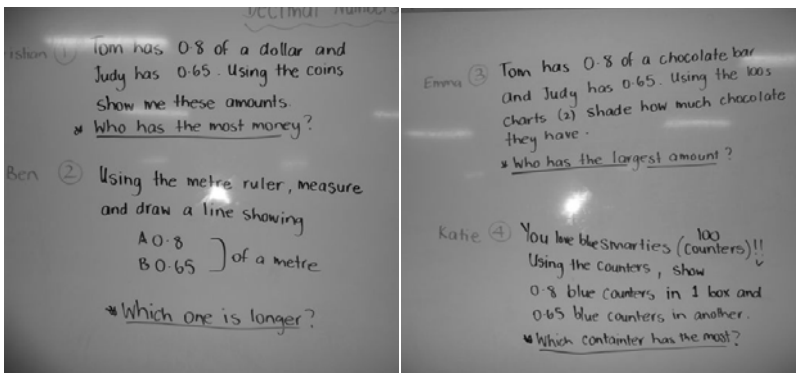 Decimal Numbers
ishan ① Tom has 0.8 of a dollar and
Judy has 0.65. Using the coins
show me these amounts.
* Who has the most money?
Ben ② Using the metre ruler, measure
and draw a line showing
A 0.8
B 0.65 ] of a metre
* Which one is longer?
Emma ③ Tom has 0.8 of a chocolate bar
and Judy has 0.65. Using the 100s
charts (2) shade how much chocolate
they have.
* Who has the largest amount?
Katie ④ You love blue smarties (100 counters)!!
Using the counters, show
0.8 blue counters in 1 box and
0.65 blue counters in another.
* Which containter has the most?